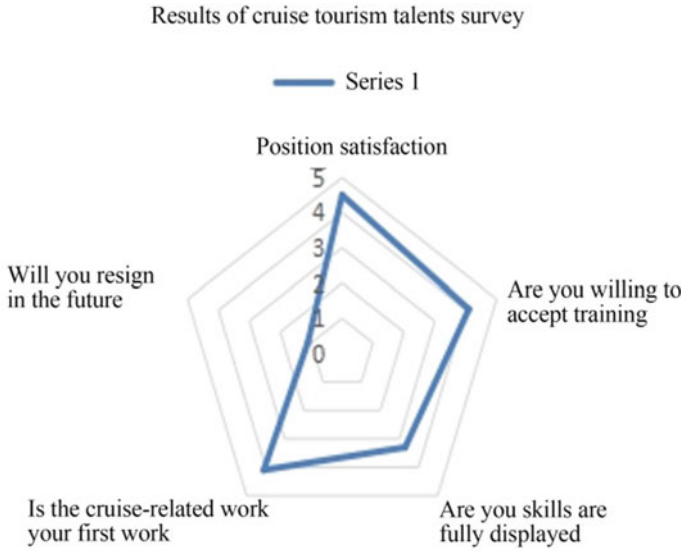 Results of cruise tourism talents survey
Series 1
Position satisfaction
5
4
3
2
1
0
Will you resign
in the future
Are you willing to
accept training
Is the cruise-related work
your first work
Are you skills are
fully displayed